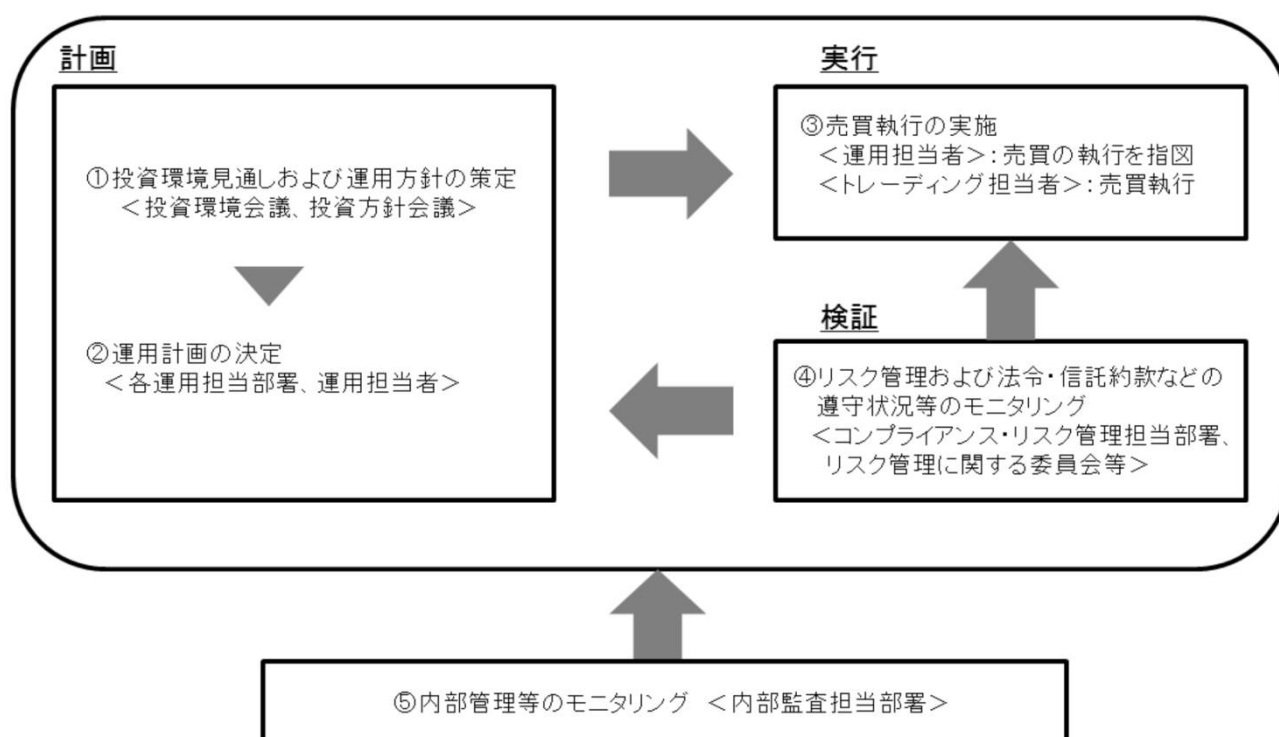 計画
①投資環境見通しおよび運用方針の策定
＜投資環境会議、投資方針会議＞
②運用計画の決定
＜各運用担当部署、運用担当者＞
実行
③売買執行の実施
＜運用担当者＞：売買の執行を指図
＜トレーディング担当者＞：売買執行
検証
④リスク管理および法令・信託約款などの
遵守状況等のモニタリング
＜コンプライアンス・リスク管理担当部署、
リスク管理に関する委員会等＞
⑤内部管理等のモニタリング ＜内部監査担当部署＞